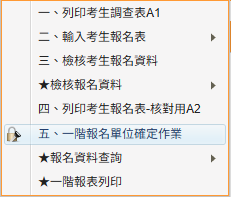 一、列印考生調查表A1
二、輸入考生報名表
三、檢核考生報名資料
★檢核報名資料
四、列印考生報名表-核對用A2
五、一階報名單位確定作業
★報名資料查詢
★一階報表列印